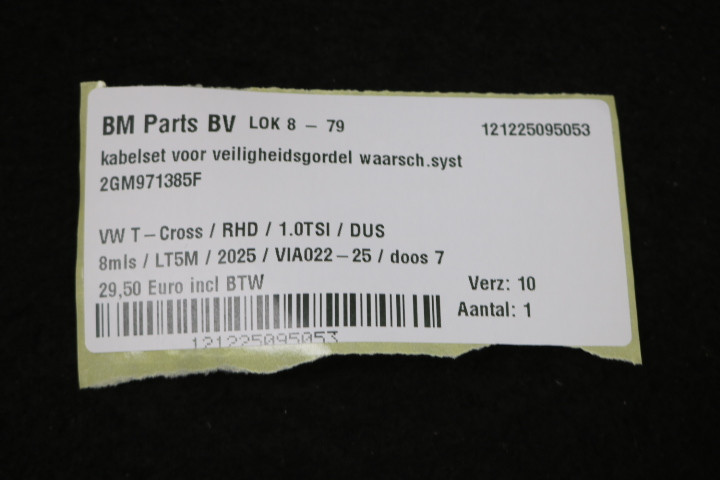 BM Parts BV LOK 8 - 79 121225095053
kabelset voor veiligheidsgordel waarsch.syst
2GM971385F
VW T-Cross / RHD / 1.0TSI / DUS
8mls / LT5M / 2025 / VIA022-25 / doos 7
29,50 Euro incl BTW Verz: 10
Aantal: 1
121225095053